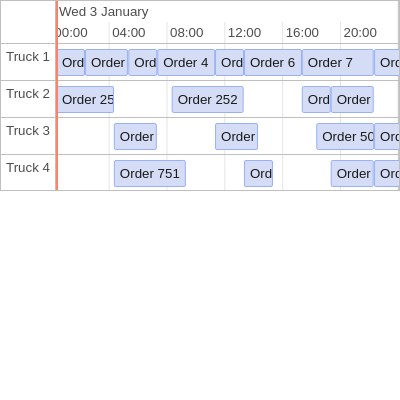 Wed 3 January
00:00 04:00 08:00 12:00 16:00 20:00
Truck 1 Ord Order Ord Order 4 Ord Order 6 Order 7 Ord
Truck 2 Order 25 Order 252 Ord Order
Truck 3 Order Order Order 50 Ord
Truck 4 Order 751 Ord Order Ord